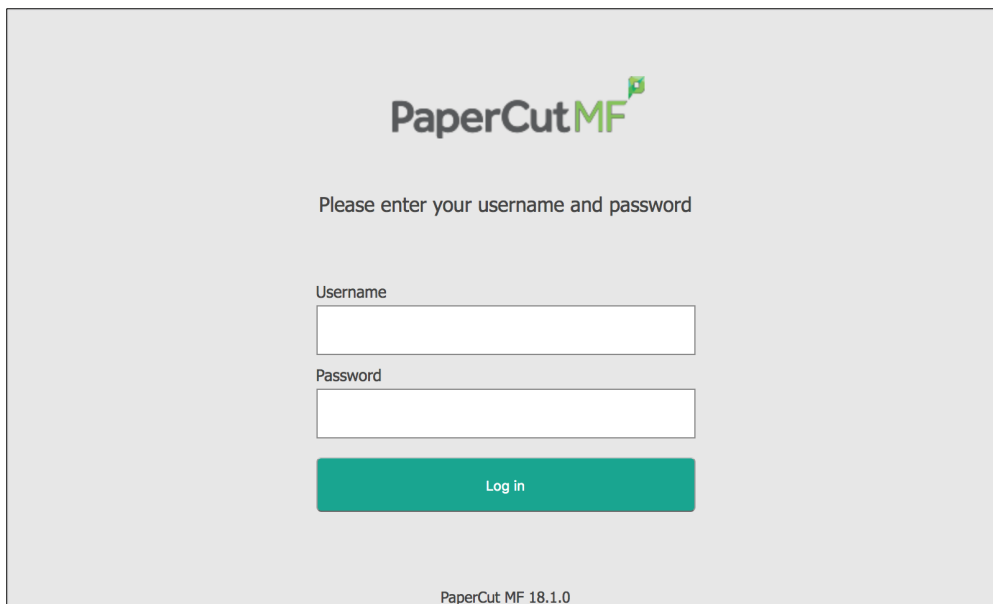 PaperCutMF
Please enter your username and password
Username
Password
Log in
PaperCut MF 18.1.0